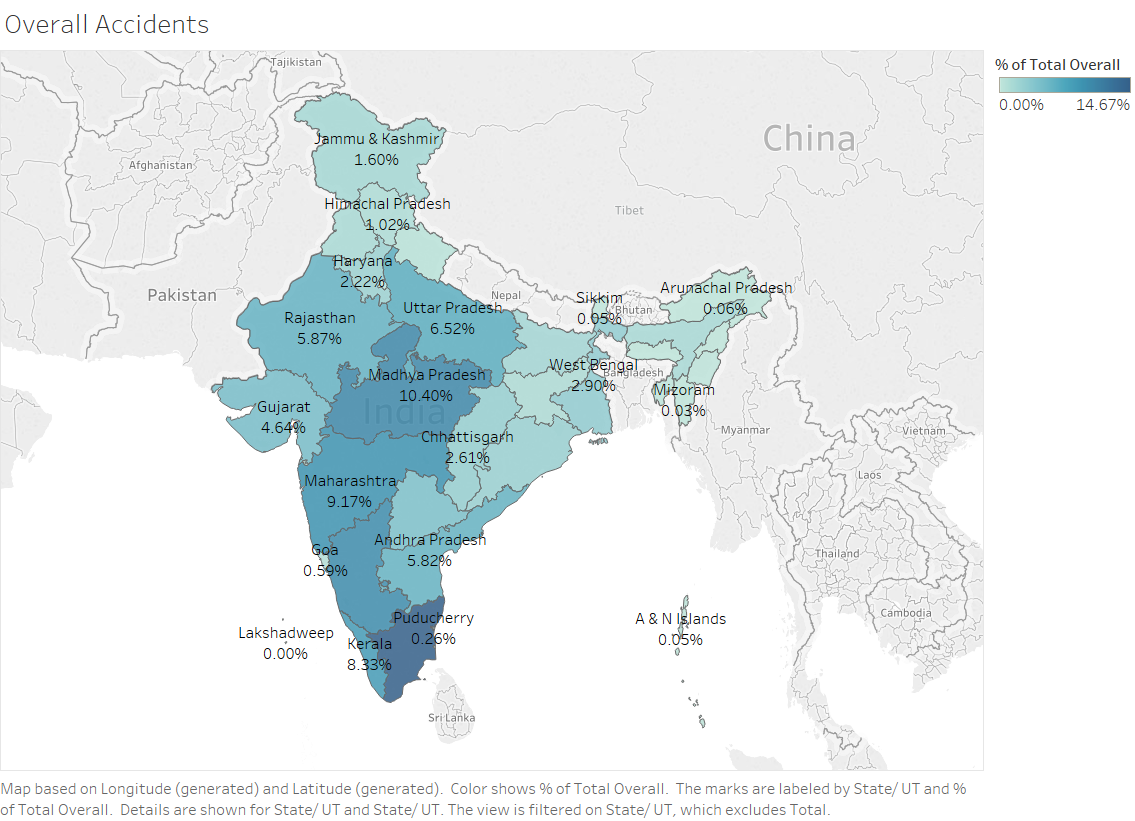 Overall Accidents
% of Total Overall
0.00% 14.67%
Tajikistan
Jammu & Kashmir
1.60%
China
Afghanistan
Himachal Pradesh
1.02%
Tibet
Haryana
2.22%
Pakistan
Nepal
Uttar Pradesh
6.52%
Sikkim
0.05%
Bhutan
Arunachal Pradesh
0.06%
Rajasthan
5.87%
West Bengal
2.90%
Bangladesh
Madhya Pradesh
10.40%
India
Mizoram
0.03%
Gujarat
4.64%
Myanmar
Vietnam
Chhattisgarh
2.61%
Laos
Maharashtra
9.17%
Andhra Pradesh
5.82%
Goa
0.59%
Thailand
Cambodia
Puducherry
0.26%
A & N Islands
0.05%
Lakshadweep
0.00%
Kerala
8.33%
Sri Lanka
Map based on Longitude (generated) and Latitude (generated).  Color shows % of Total Overall.  The marks are labeled by State/ UT and %
of Total Overall.  Details are shown for State/ UT and State/ UT. The view is filtered on State/ UT, which excludes Total.